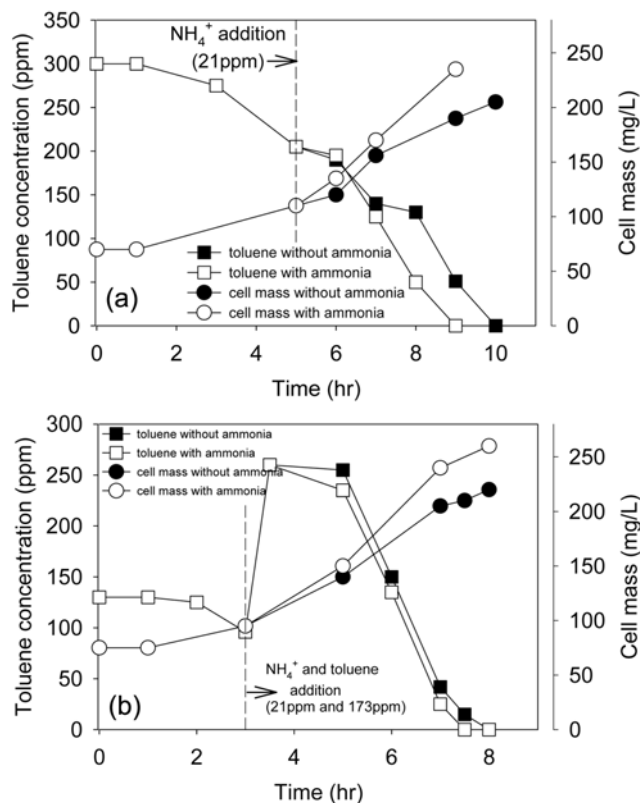 350
300
250
200
150
100
50
0
Toluene concentration (ppm)
NH₄⁺ addition
(21ppm)
toluene without ammonia
toluene with ammonia
cell mass without ammonia
cell mass with ammonia
(a)
250
200
150
100
50
0
Cell mass (mg/L)
0 2 4 6 8 10
Time (hr)
300
250
200
150
100
50
0
Toluene concentration (ppm)
toluene without ammonia
toluene with ammonia
cell mass without ammonia
cell mass with ammonia
NH₄⁺ and toluene
addition
(21ppm and 173ppm)
(b)
250
200
150
100
50
0
Cell mass (mg/L)
0 2 4 6 8
Time (hr)